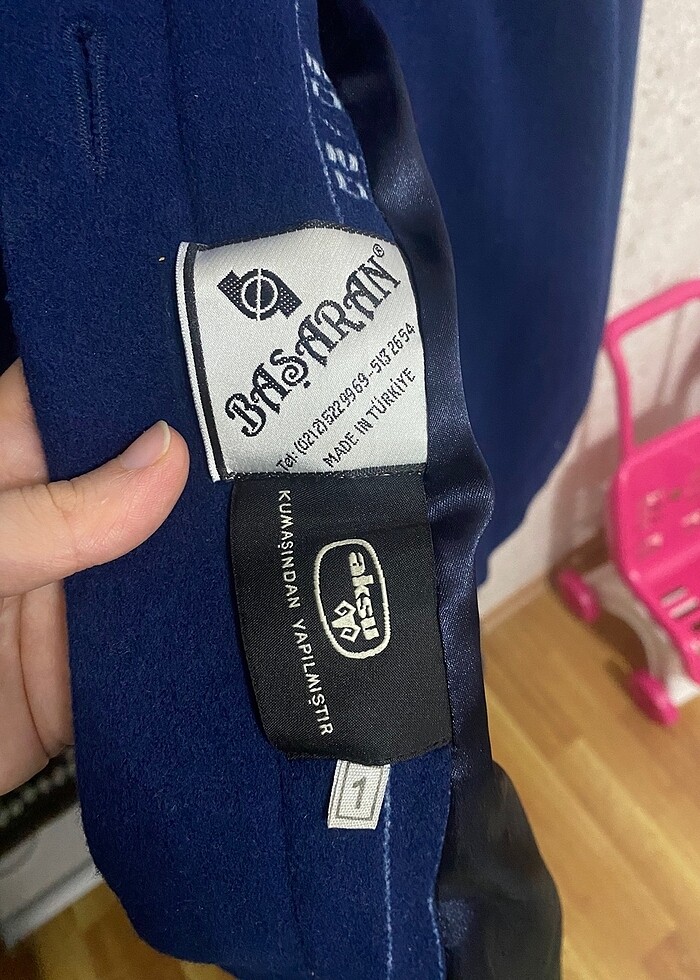 BAŞARAN®
Tel: (0212) 522 99 69 - 513 26 54
MADE IN TÜRKİYE
aksu
KUMAŞINDAN YAPILMIŞTIR
1